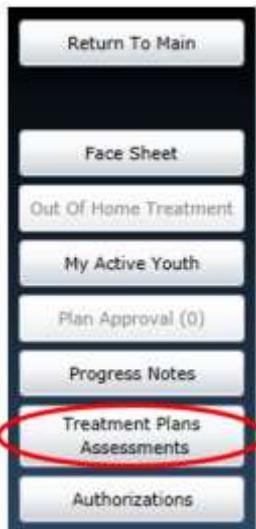 Return To Main
Face Sheet
Out Of Home Treatment
My Active Youth
Plan Approval (0)
Progress Notes
Treatment Plans
Assessments
Authorizations